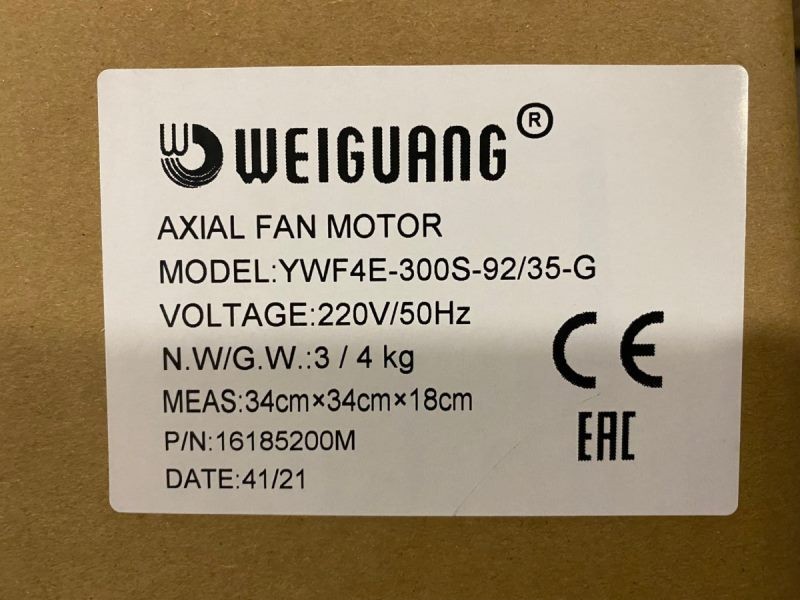 WEIGUANG ®
AXIAL FAN MOTOR
MODEL:YWF4E-300S-92/35-G
VOLTAGE:220V/50Hz
N.W/G.W.:3 / 4 kg
MEAS:34cm×34cm×18cm
P/N:16185200M
DATE:41/21
CE
EAC